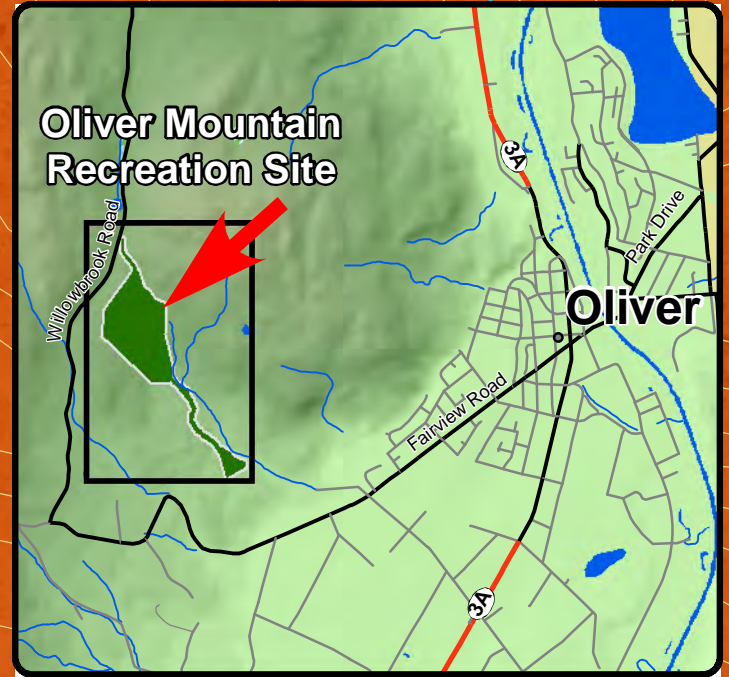 Oliver Mountain
Recreation Site
3A
Willowbrook Road
Park Drive
Oliver
Fairview Road
3A